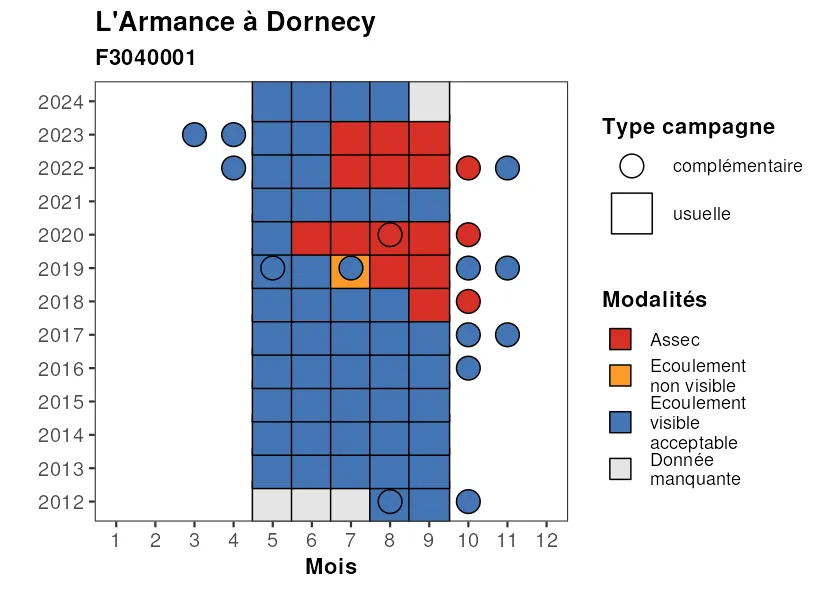 L'Armance à Dornecy
F3040001
2024
2023
2022
2021
2020
2019
2018
2017
2016
2015
2014
2013
2012
1 2 3 4 5 6 7 8 9 10 11 12
Mois
Type campagne
complémentaire
usuelle
Modalités
Assec
Ecoulement
non visible
Ecoulement
visible
acceptable
Donnée
manquante